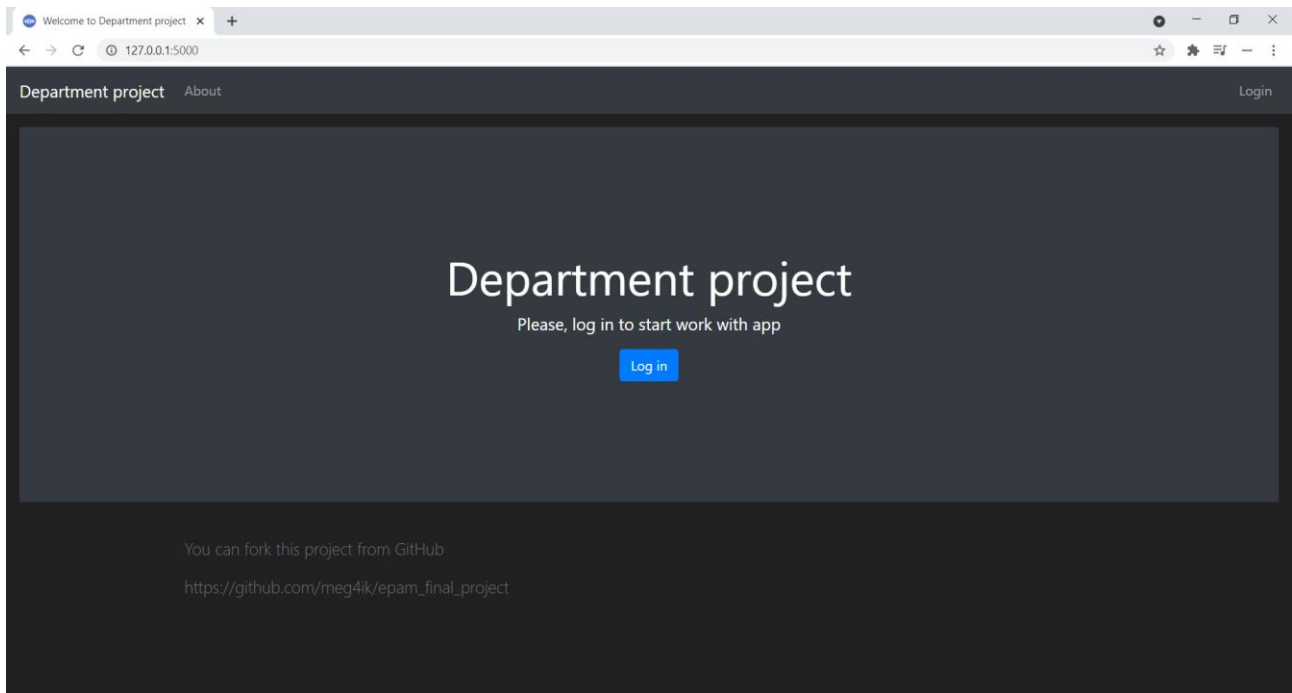 Welcome to Department project
127.0.0.1:5000
Department project About Login
Department project
Please, log in to start work with app
Log in
You can fork this project from GitHub
https://github.com/meg4ik/epam_final_project